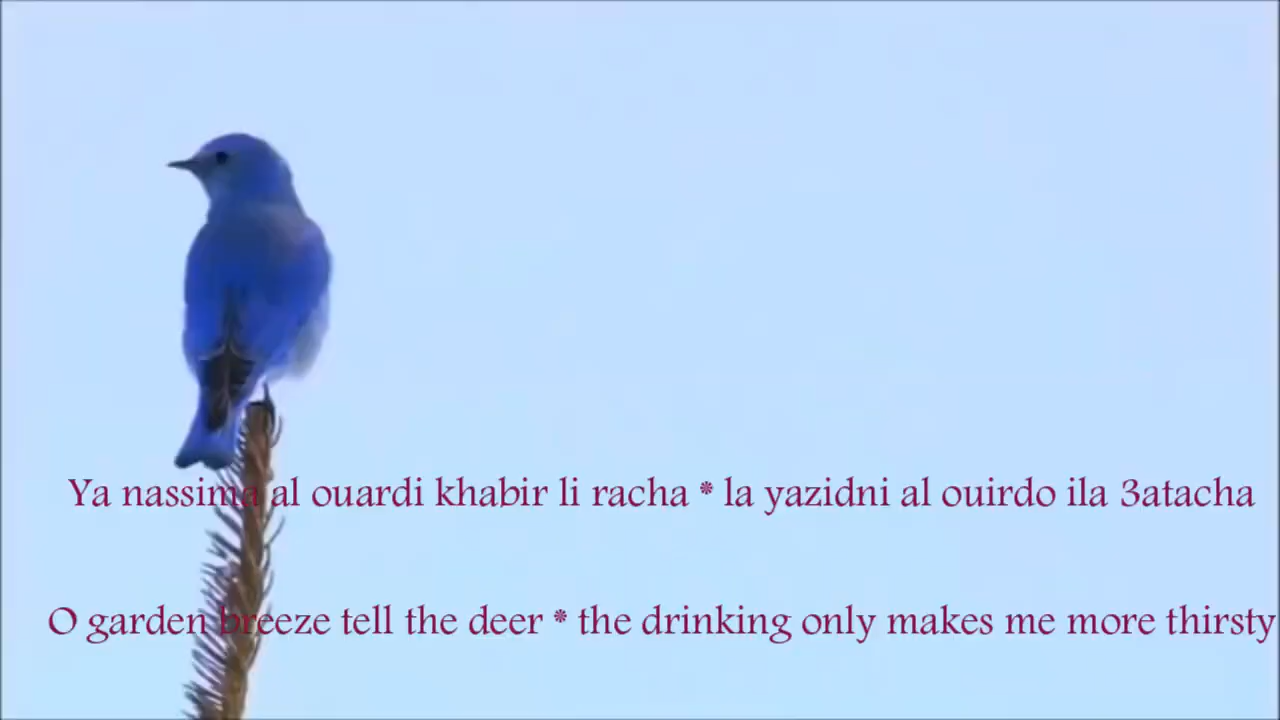 Ya nassima al ouardi khabir li racha * la yazidni al ouirdo ila 3atacha
O garden breeze tell the deer * the drinking only makes me more thirsty